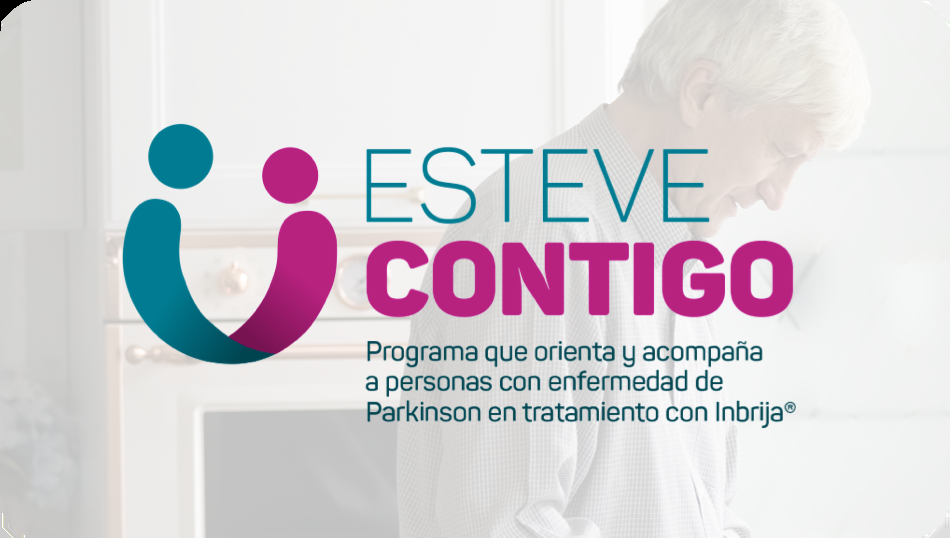 ESTEVE
CONTIGO
Programa que orienta y acompaña
a personas con enfermedad de
Parkinson en tratamiento con Inbrija®